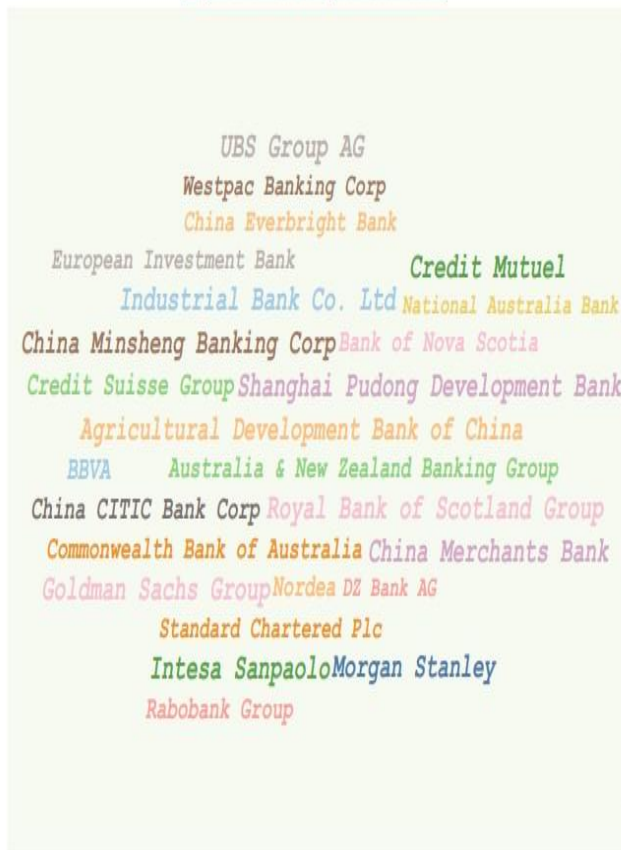 UBS Group AG
Westpac Banking Corp
China Everbright Bank
European Investment Bank
Credit Mutuel
Industrial Bank Co. Ltd National Australia Bank
China Minsheng Banking Corp Bank of Nova Scotia
Credit Suisse Group Shanghai Pudong Development Bank
Agricultural Development Bank of China
BBVA Australia & New Zealand Banking Group
China CITIC Bank Corp Royal Bank of Scotland Group
Commonwealth Bank of Australia China Merchants Bank
Goldman Sachs Group Nordea DZ Bank AG
Standard Chartered Plc
Intesa Sanpaolo Morgan Stanley
Rabobank Group